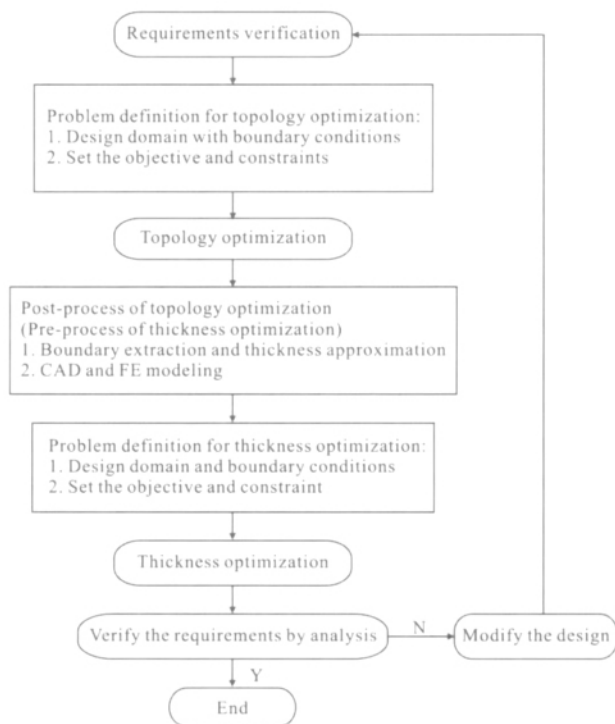 Requirements verification
Problem definition for topology optimization:
1. Design domain with boundary conditions
2. Set the objective and constraints
Topology optimization
Post-process of topology optimization
(Pre-process of thickness optimization)
1. Boundary extraction and thickness approximation
2. CAD and FE modeling
Problem definition for thickness optimization:
1. Design domain and boundary conditions
2. Set the objective and constraint
Thickness optimization
Verify the requirements by analysis
N
Modify the design
Y
End